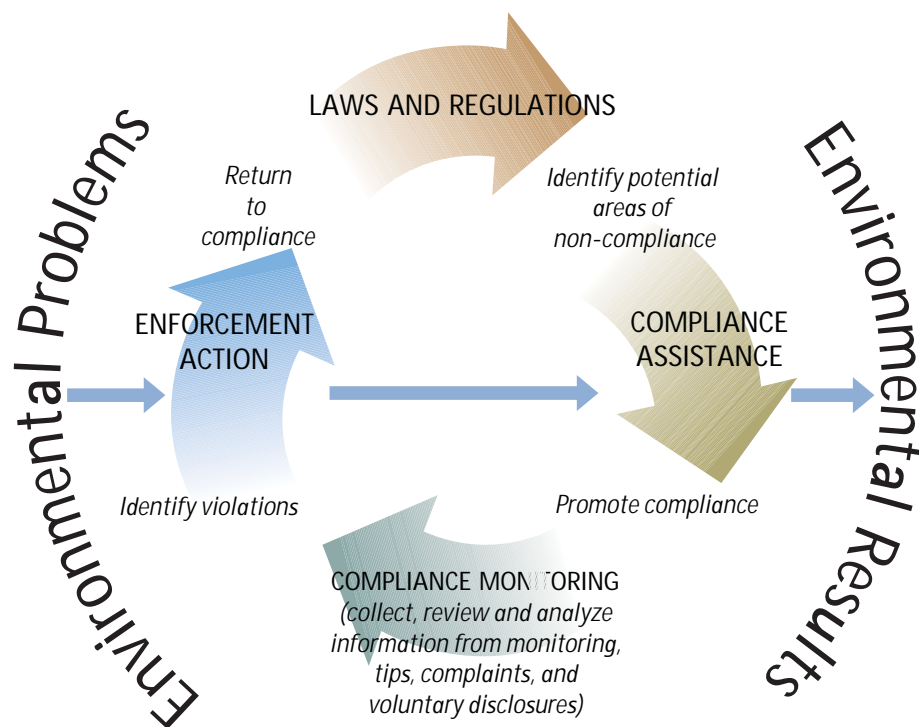 LAWS AND REGULATIONS
Return
to
compliance
Identify potential
areas of
non-compliance
Environmental Problems
ENFORCEMENT
ACTION
COMPLIANCE
ASSISTANCE
Environmental Results
Identify violations
Promote compliance
COMPLIANCE MONITORING
(collect, review and analyze
information from monitoring,
tips, complaints, and
voluntary disclosures)